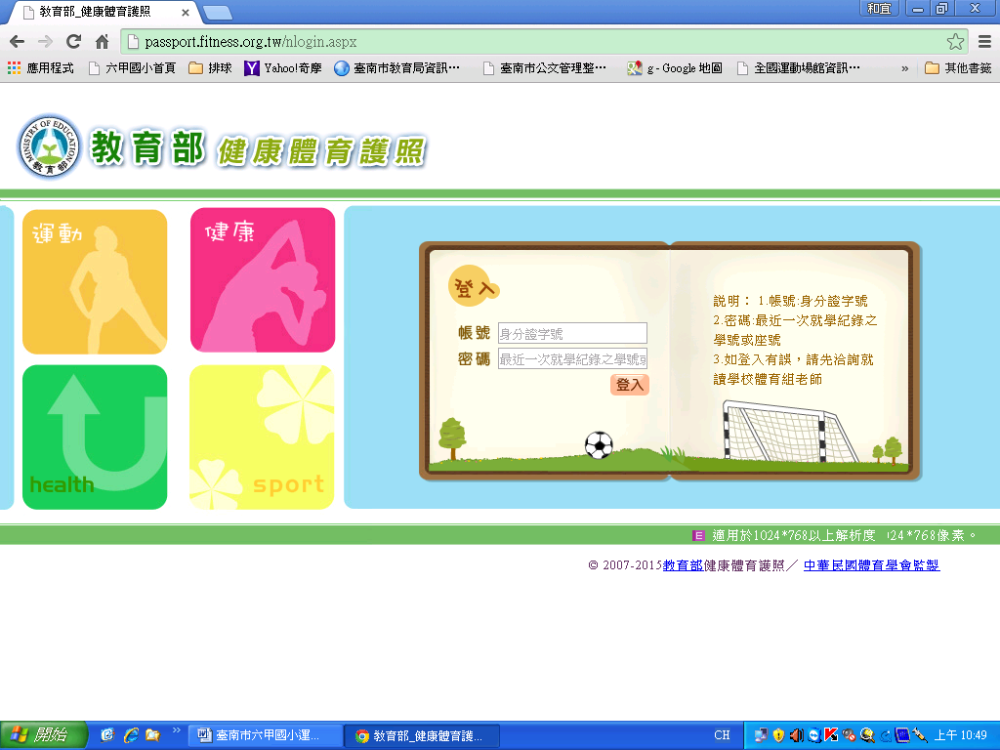 教育部_健康體育護照
和宜
passport.fitness.org.tw/nlogin.aspx
應用程式 六甲國小首頁 排球 Yahoo!奇摩 臺南市教育局資訊… 臺南市公文管理整… g - Google 地圖 全國運動場館資訊… » 其他書籤
MINISTRY OF EDUCATION
教育部
教育部 健康體育護照
運動 健康
health sport
登入
帳號 身分證字號
密碼 最近一次就學紀錄之學號或
登入
說明： 1.帳號:身分證字號
2.密碼:最近一次就學紀錄之
學號或座號
3.如登入有誤，請先洽詢就
讀學校體育組老師
E 適用於1024*768以上解析度 24*768像素。
© 2007-2015教育部健康體育護照／ 中華民國體育學會監製
開始 » 臺南市六甲國小運... 教育部_健康體育護... CH 上午 10:49